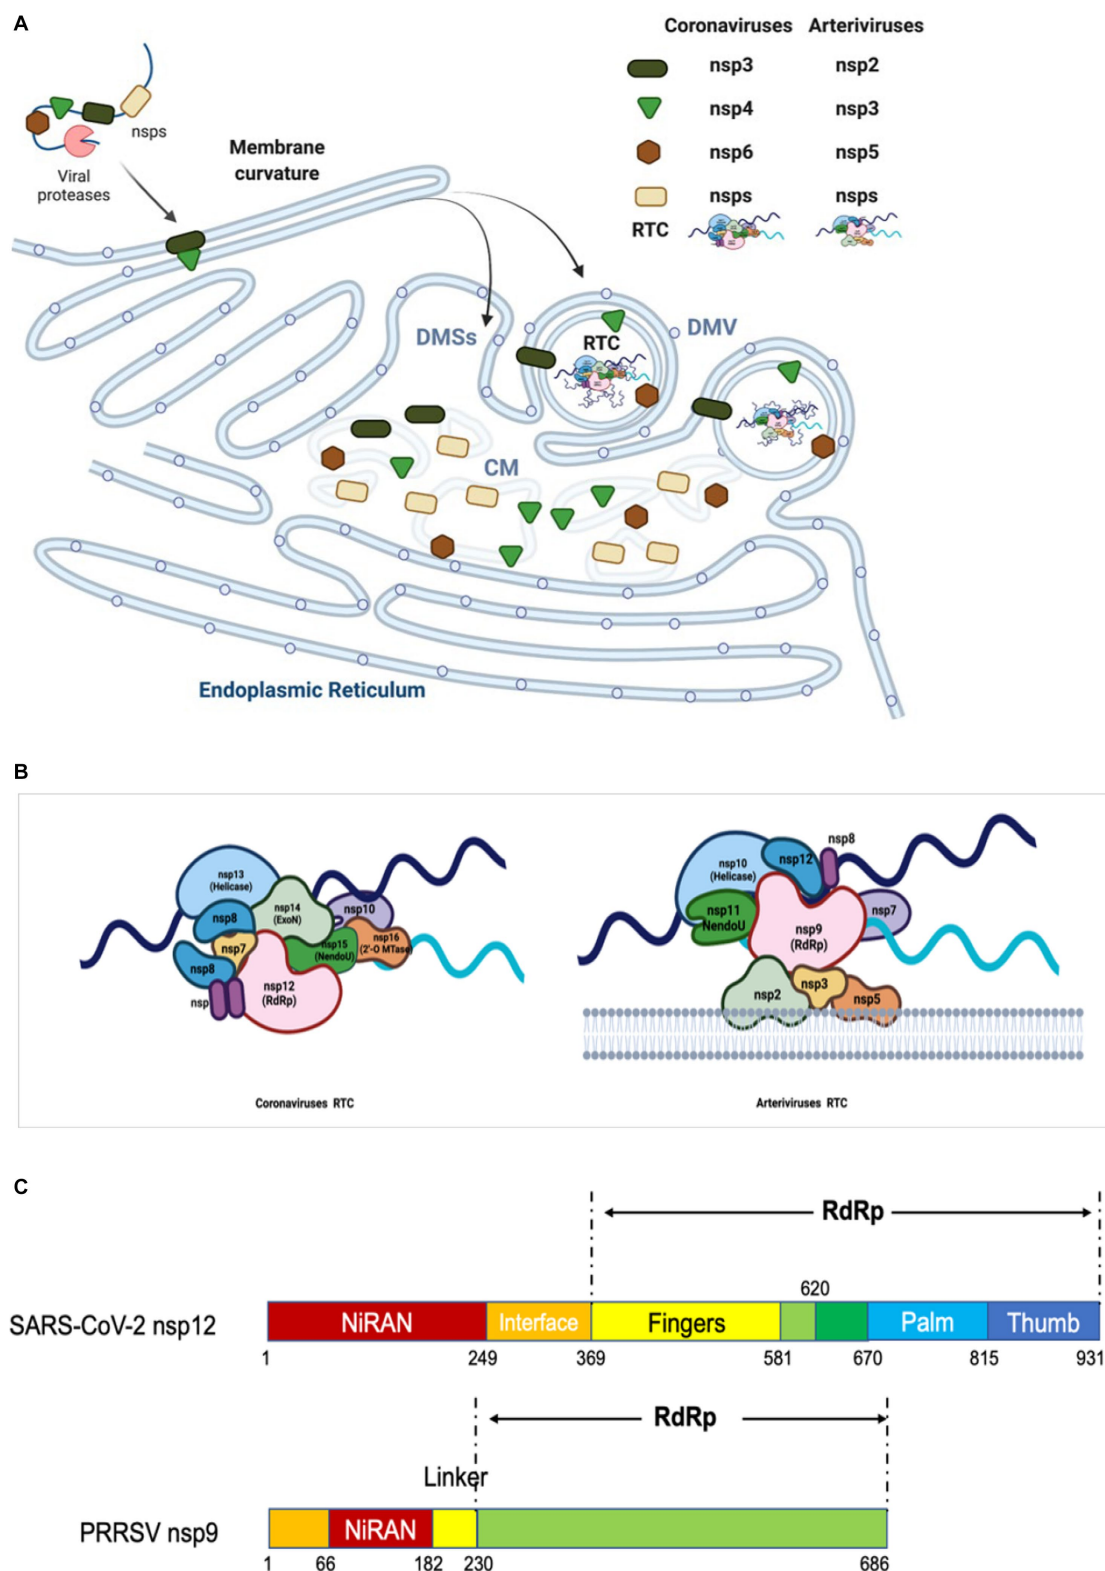 A
Coronaviruses Arteriviruses
nsp3 nsp2
nsp4 nsp3
nsp6 nsp5
nsps nsps
RTC
nsps
Viral
proteases
Membrane
curvature
DMSs
RTC
DMV
CM
Endoplasmic Reticulum
B
nsp13
(Helicase)
nsp14
(ExoN)
nsp8
nsp10
nsp7
nsp15
(NendoU)
nsp16
(2'-O MTase)
nsp8
nsp
nsp12
(RdRp)
Coronaviruses RTC
nsp8
nsp10
(Helicase)
nsp12
nsp11
NendoU
nsp9
(RdRp)
nsp7
nsp2
nsp3
nsp5
Arteriviruses RTC
C
RdRp
620
SARS-CoV-2 nsp12
NiRAN Interface Fingers Palm Thumb
1 249 369 581 670 815 931
RdRp
Linker
PRRSV nsp9
NiRAN
1 66 182 230 686